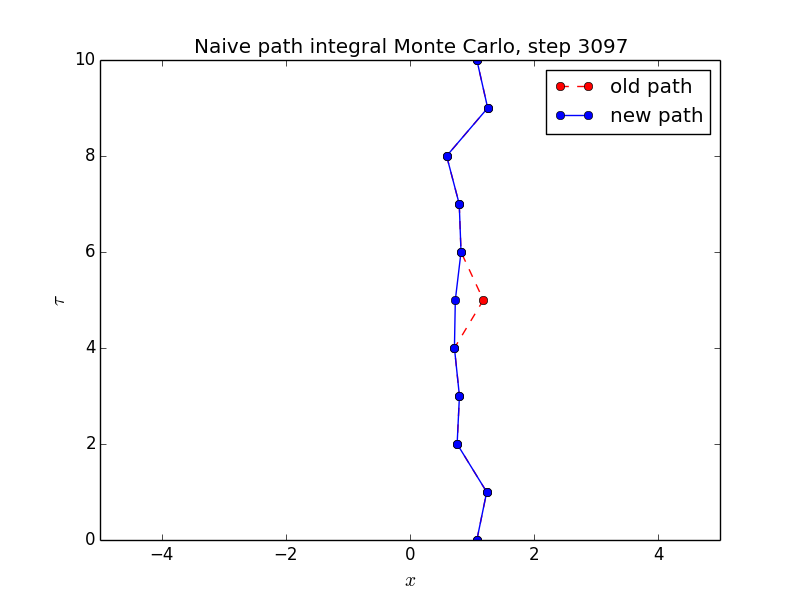 Naive path integral Monte Carlo, step 3097
old path
new path
10
8
6
4
2
0
τ
−4 −2 0 2 4
x